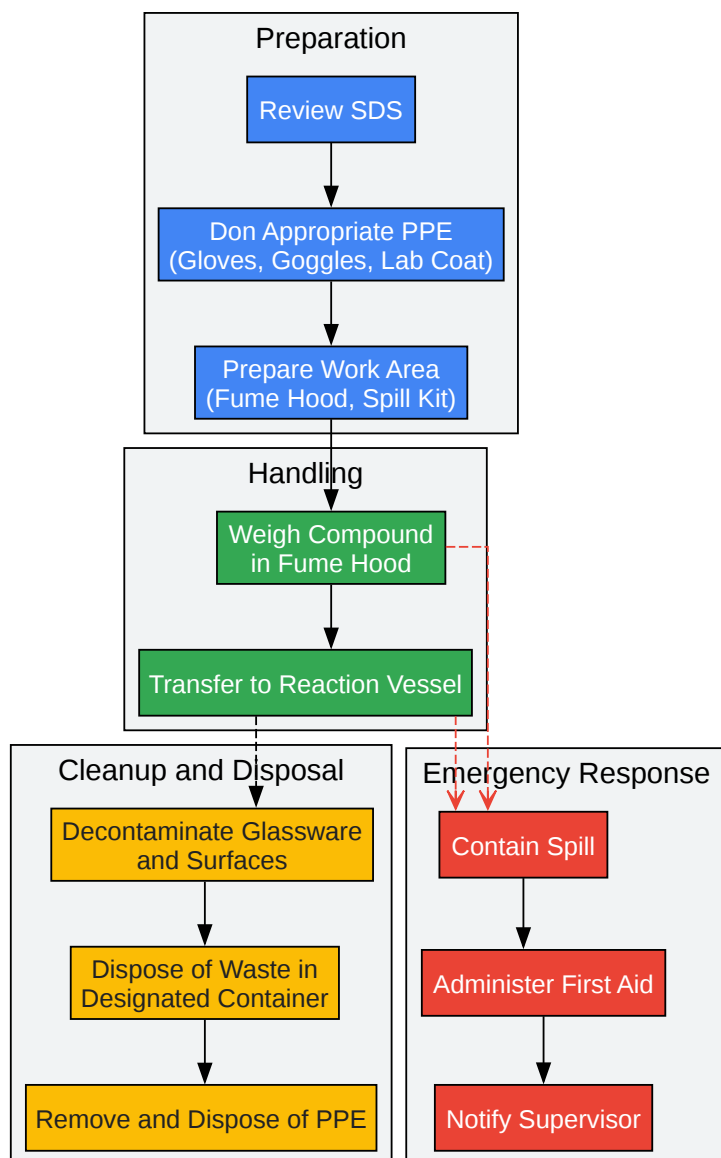 Preparation
Review SDS
Don Appropriate PPE
(Gloves, Goggles, Lab Coat)
Prepare Work Area
(Fume Hood, Spill Kit)
Handling
Weigh Compound
in Fume Hood
Transfer to Reaction Vessel
Cleanup and Disposal
Decontaminate Glassware
and Surfaces
Dispose of Waste in
Designated Container
Remove and Dispose of PPE
Emergency Response
Contain Spill
Administer First Aid
Notify Supervisor